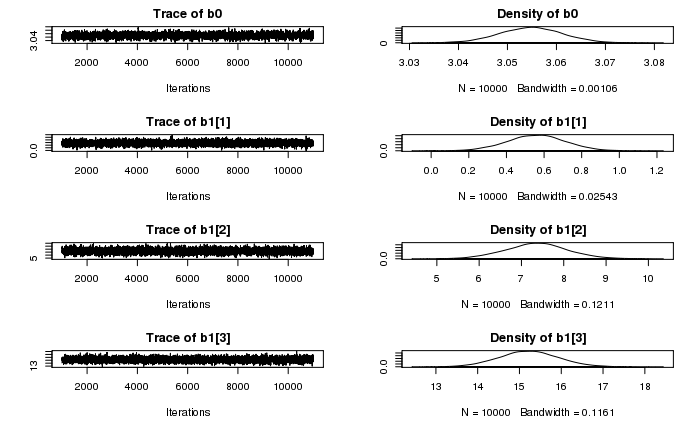 Trace of b0
3.04
2000 4000 6000 8000 10000
Iterations
Density of b0
0
3.03 3.04 3.05 3.06 3.07 3.08
N = 10000 Bandwidth = 0.00106
Trace of b1[1]
0.0
2000 4000 6000 8000 10000
Iterations
Density of b1[1]
0.0
0.0 0.2 0.4 0.6 0.8 1.0 1.2
N = 10000 Bandwidth = 0.02543
Trace of b1[2]
5
2000 4000 6000 8000 10000
Iterations
Density of b1[2]
0.0
5 6 7 8 9 10
N = 10000 Bandwidth = 0.1211
Trace of b1[3]
13
2000 4000 6000 8000 10000
Iterations
Density of b1[3]
0.0
13 14 15 16 17 18
N = 10000 Bandwidth = 0.1161